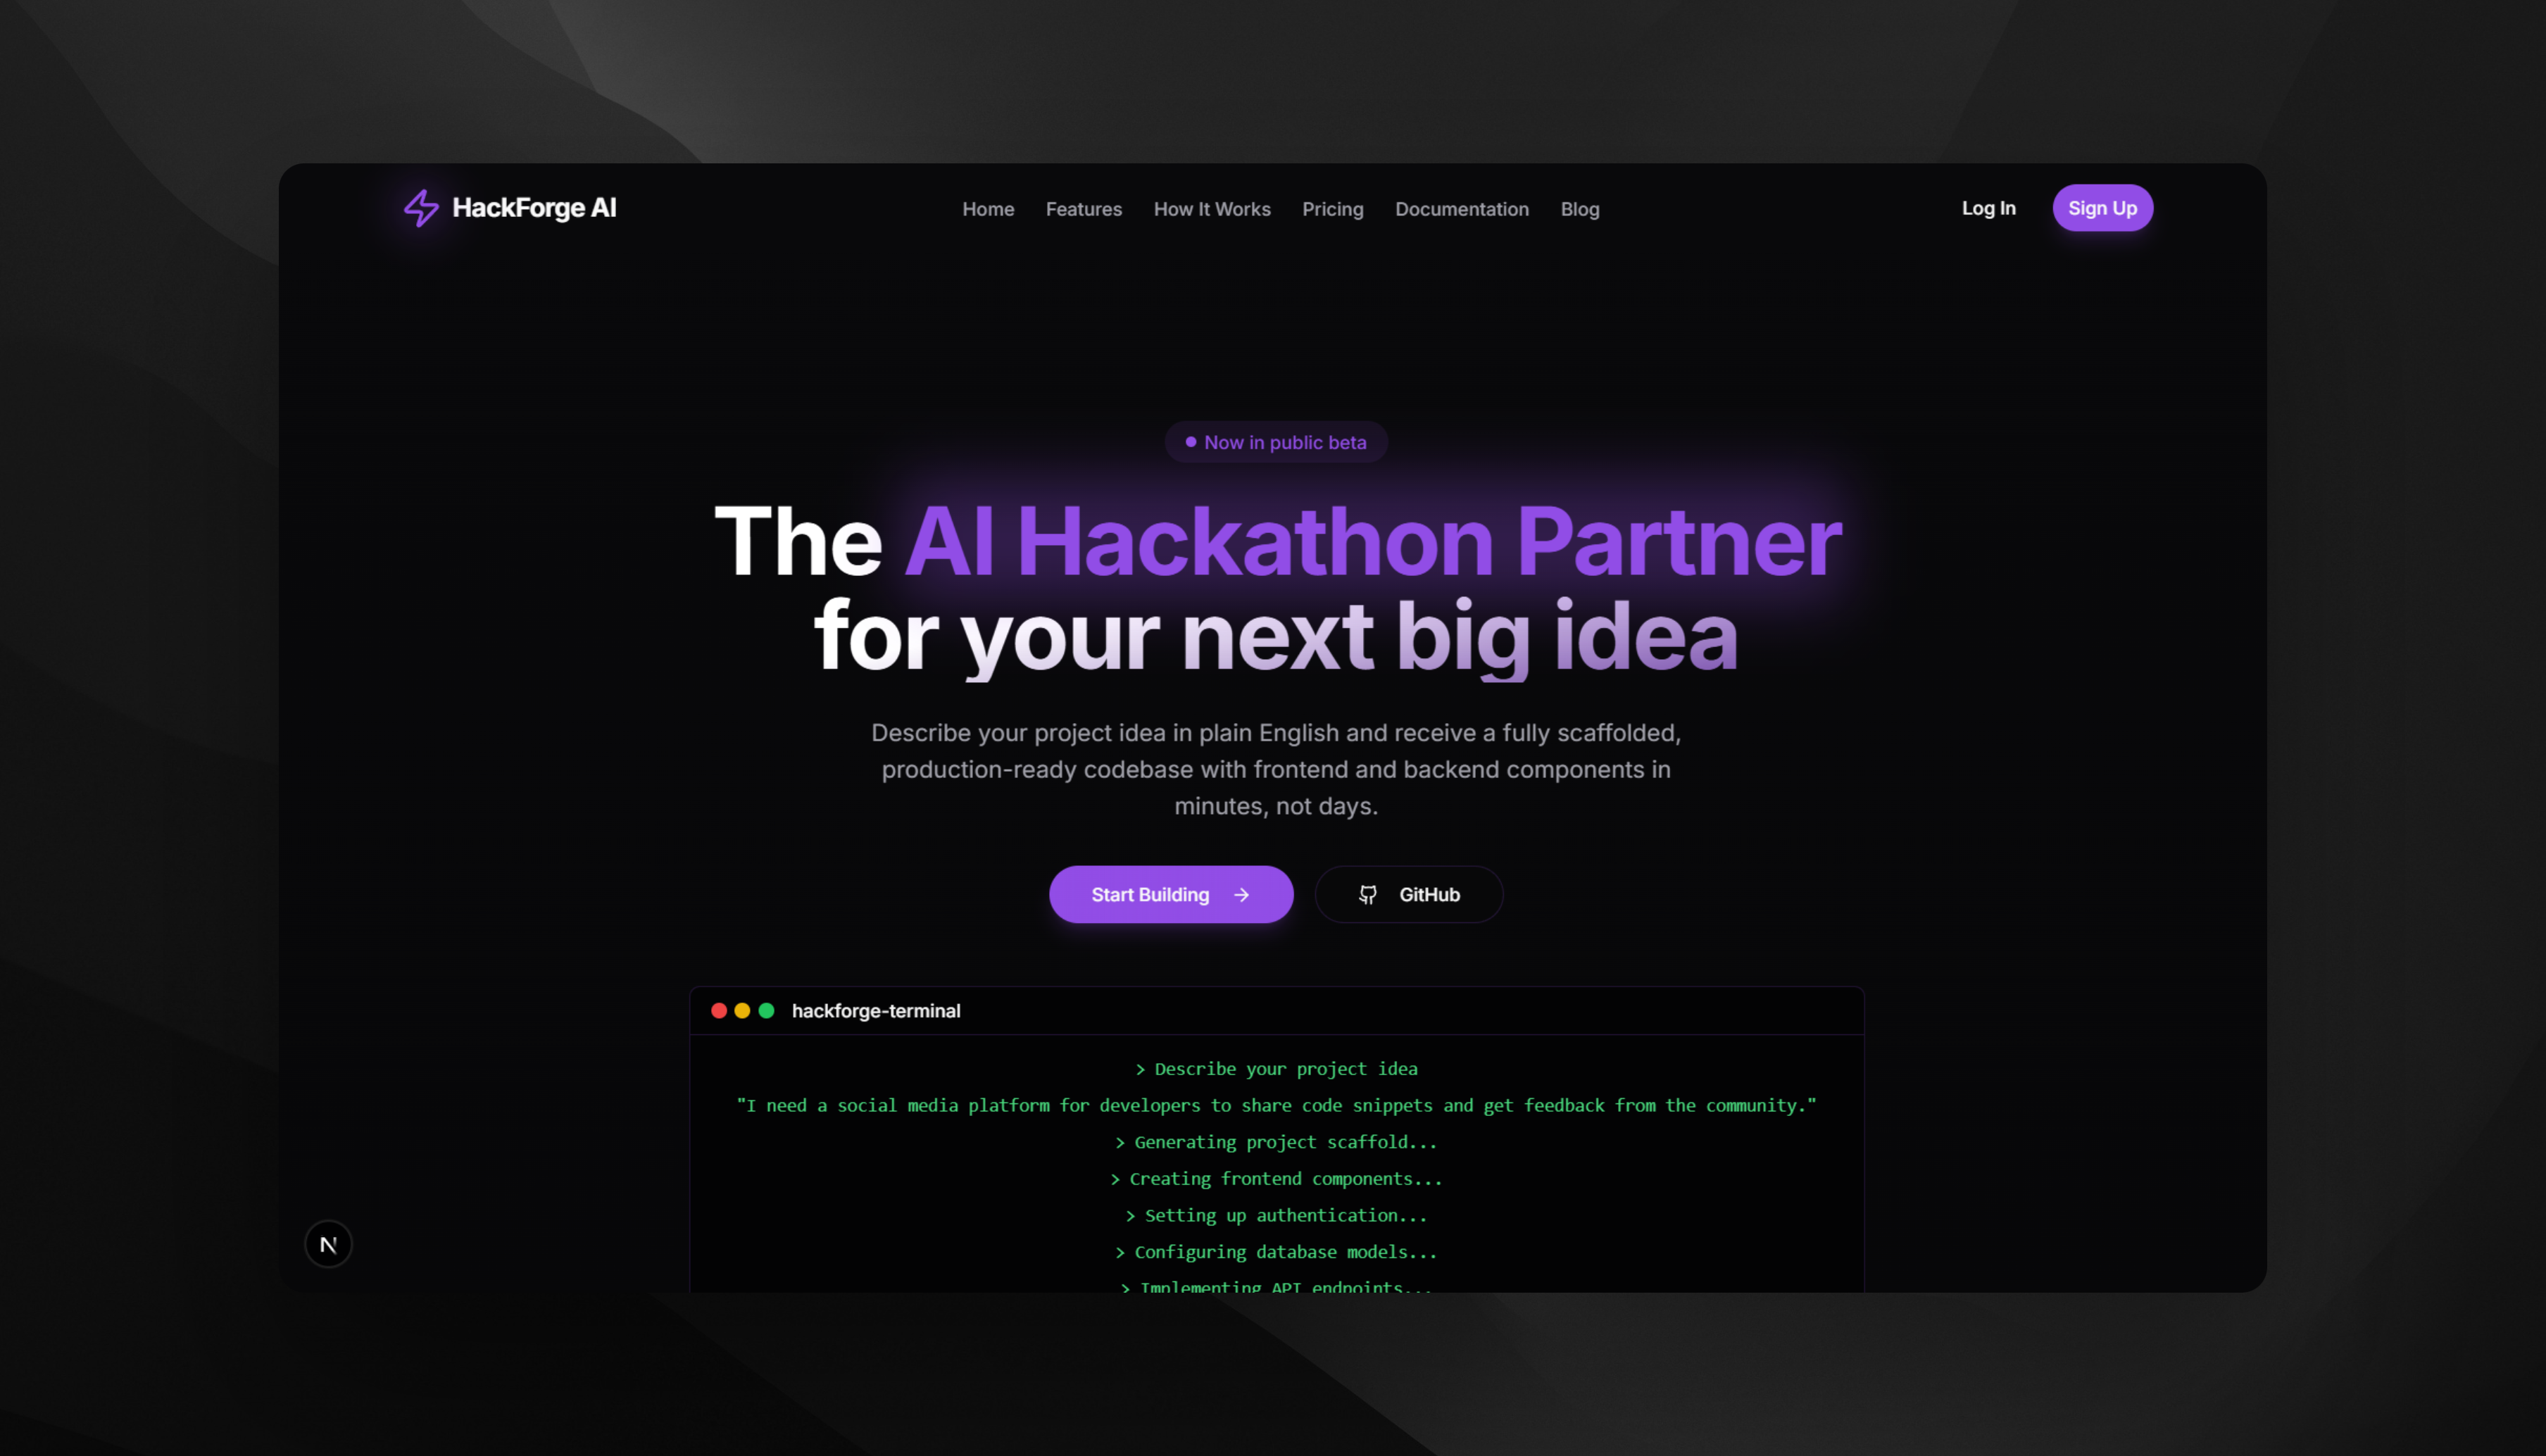 HackForge AI
Home
Features
How It Works
Pricing
Documentation
Blog
Log In
Sign Up
Now in public beta
The AI Hackathon Partner
for your next big idea
Describe your project idea in plain English and receive a fully scaffolded,
production-ready codebase with frontend and backend components in
minutes, not days.
Start Building →
GitHub
hackforge-terminal
> Describe your project idea
"I need a social media platform for developers to share code snippets and get feedback from the community."
> Generating project scaffold...
> Creating frontend components...
> Setting up authentication...
> Configuring database models...
> Implementing API endpoints...
N